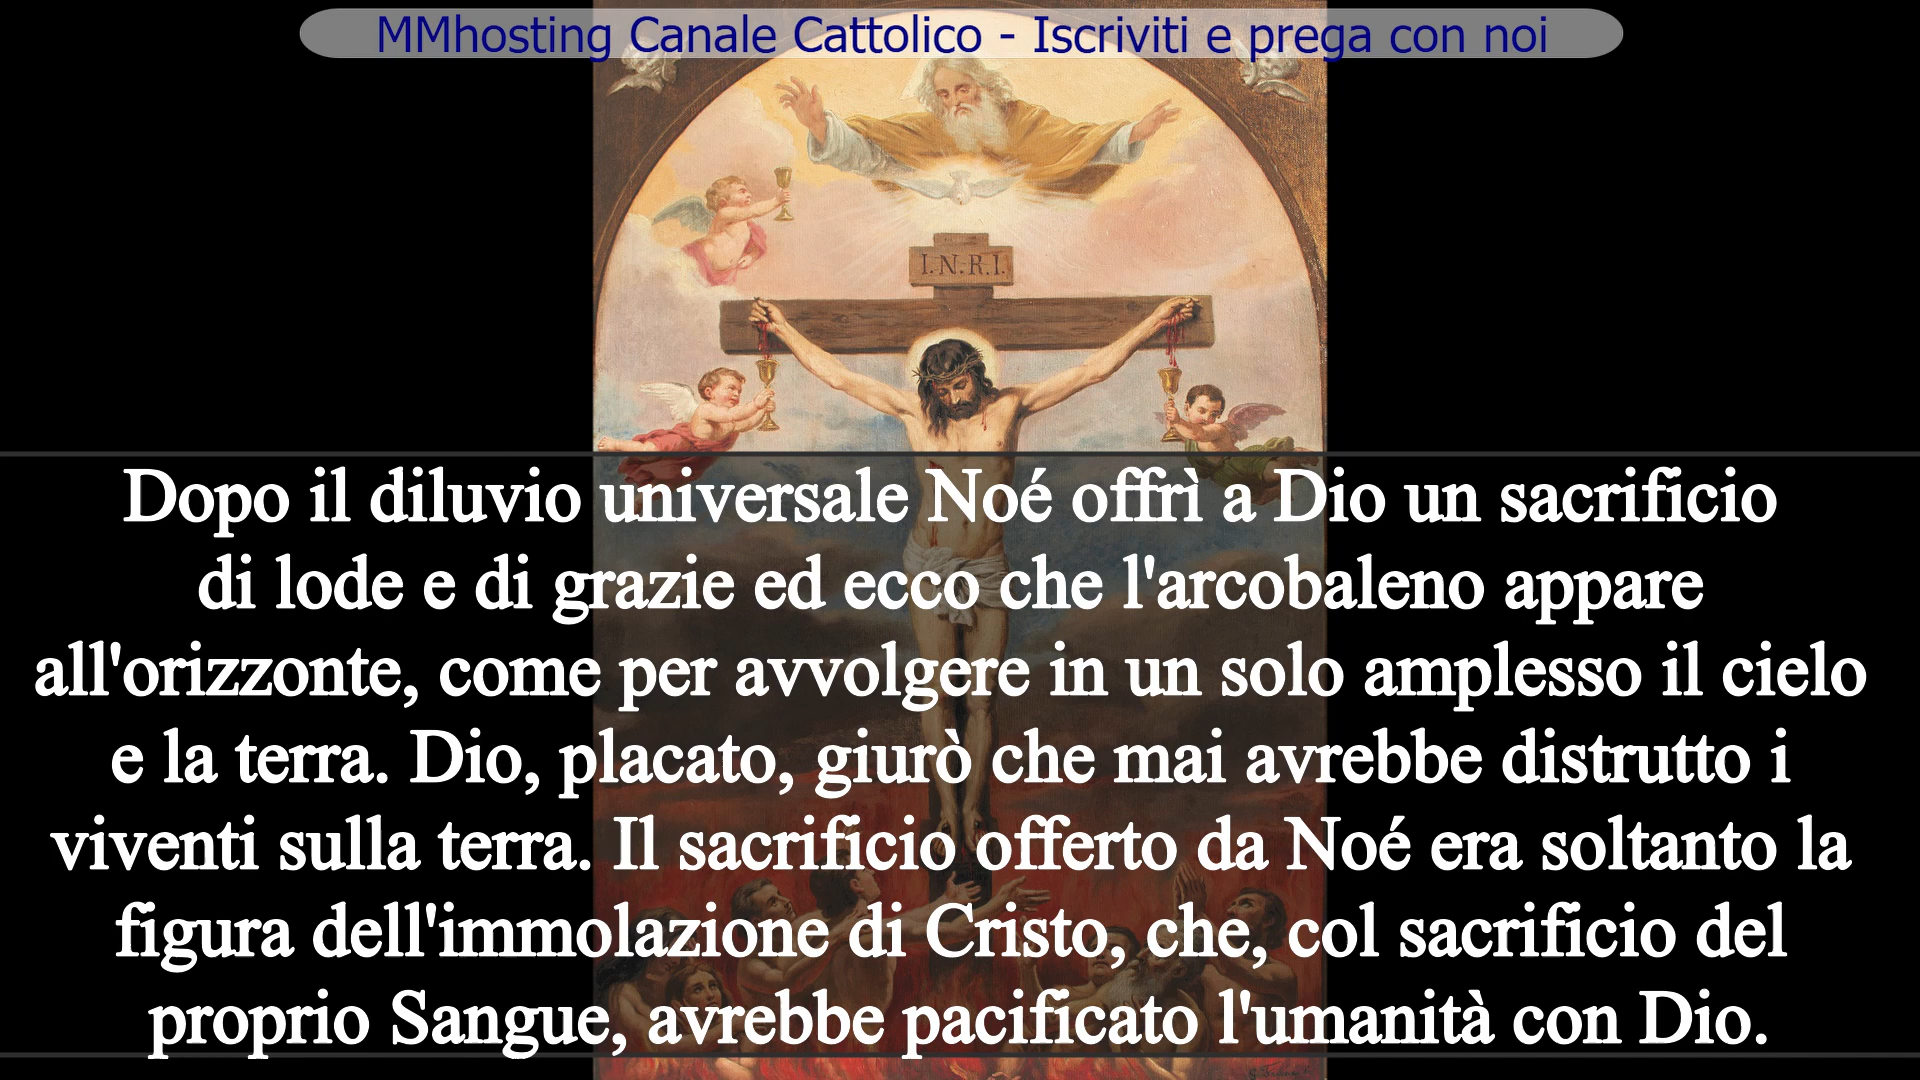 MMhosting Canale Cattolico - Iscriviti e prega con noi
I.N.R.I.
Dopo il diluvio universale Noé offrì a Dio un sacrificio
di lode e di grazie ed ecco che l'arcobaleno appare
all'orizzonte, come per avvolgere in un solo amplesso il cielo
e la terra. Dio, placato, giurò che mai avrebbe distrutto i
viventi sulla terra. Il sacrificio offerto da Noé era soltanto la
figura dell'immolazione di Cristo, che, col sacrificio del
proprio Sangue, avrebbe pacificato l'umanità con Dio.